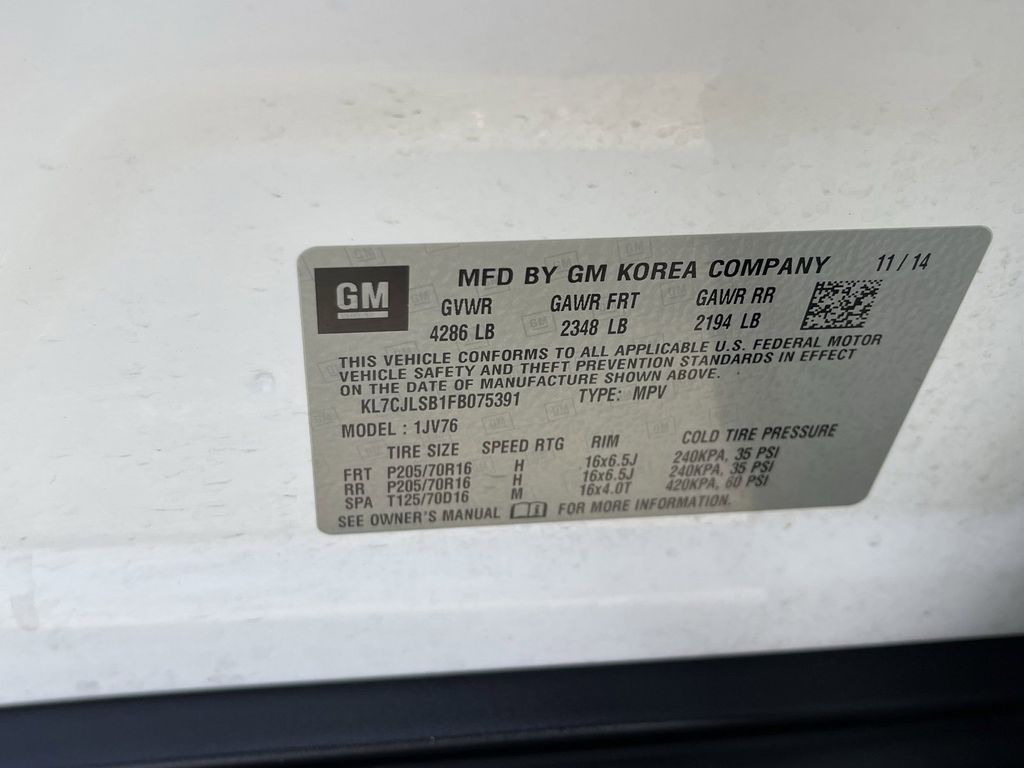 GM
MFD BY GM KOREA COMPANY 11/14
GVWR GAWR FRT GAWR RR
4286 LB 2348 LB 2194 LB
THIS VEHICLE CONFORMS TO ALL APPLICABLE U.S. FEDERAL MOTOR
VEHICLE SAFETY AND THEFT PREVENTION STANDARDS IN EFFECT
ON THE DATE OF MANUFACTURE SHOWN ABOVE.
KL7CJLSB1FB075391 TYPE: MPV
MODEL : 1JV76
TIRE SIZE SPEED RTG RIM COLD TIRE PRESSURE
FRT P205/70R16 H 16x6.5J 240KPA, 35 PSI
RR P205/70R16 H 16x6.5J 240KPA, 35 PSI
SPA T125/70D16 M 16x4.0T 420KPA, 60 PSI
SEE OWNER'S MANUAL FOR MORE INFORMATION.